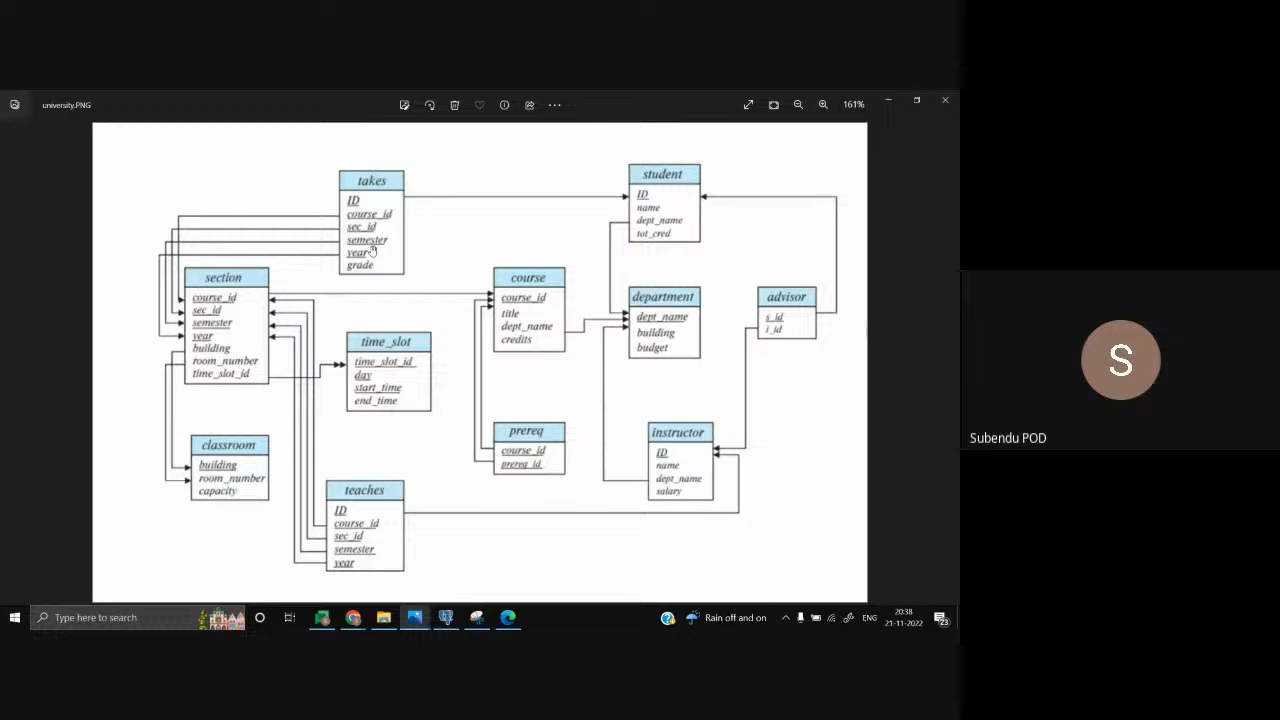 university.PNG
161%
takes
ID
course_id
sec_id
semester
year
grade
student
ID
name
dept_name
tot_cred
section
course_id
sec_id
semester
year
building
room_number
time_slot_id
course
course_id
title
dept_name
credits
department
dept_name
building
budget
advisor
s_id
i_id
time_slot
time_slot_id
day
start_time
end_time
prereq
course_id
prereq_id
instructor
ID
name
dept_name
salary
classroom
building
room_number
capacity
teaches
ID
course_id
sec_id
semester
year
S
Subendu POD
Type here to search
Rain off and on
ENG
20:38
21-11-2022
23